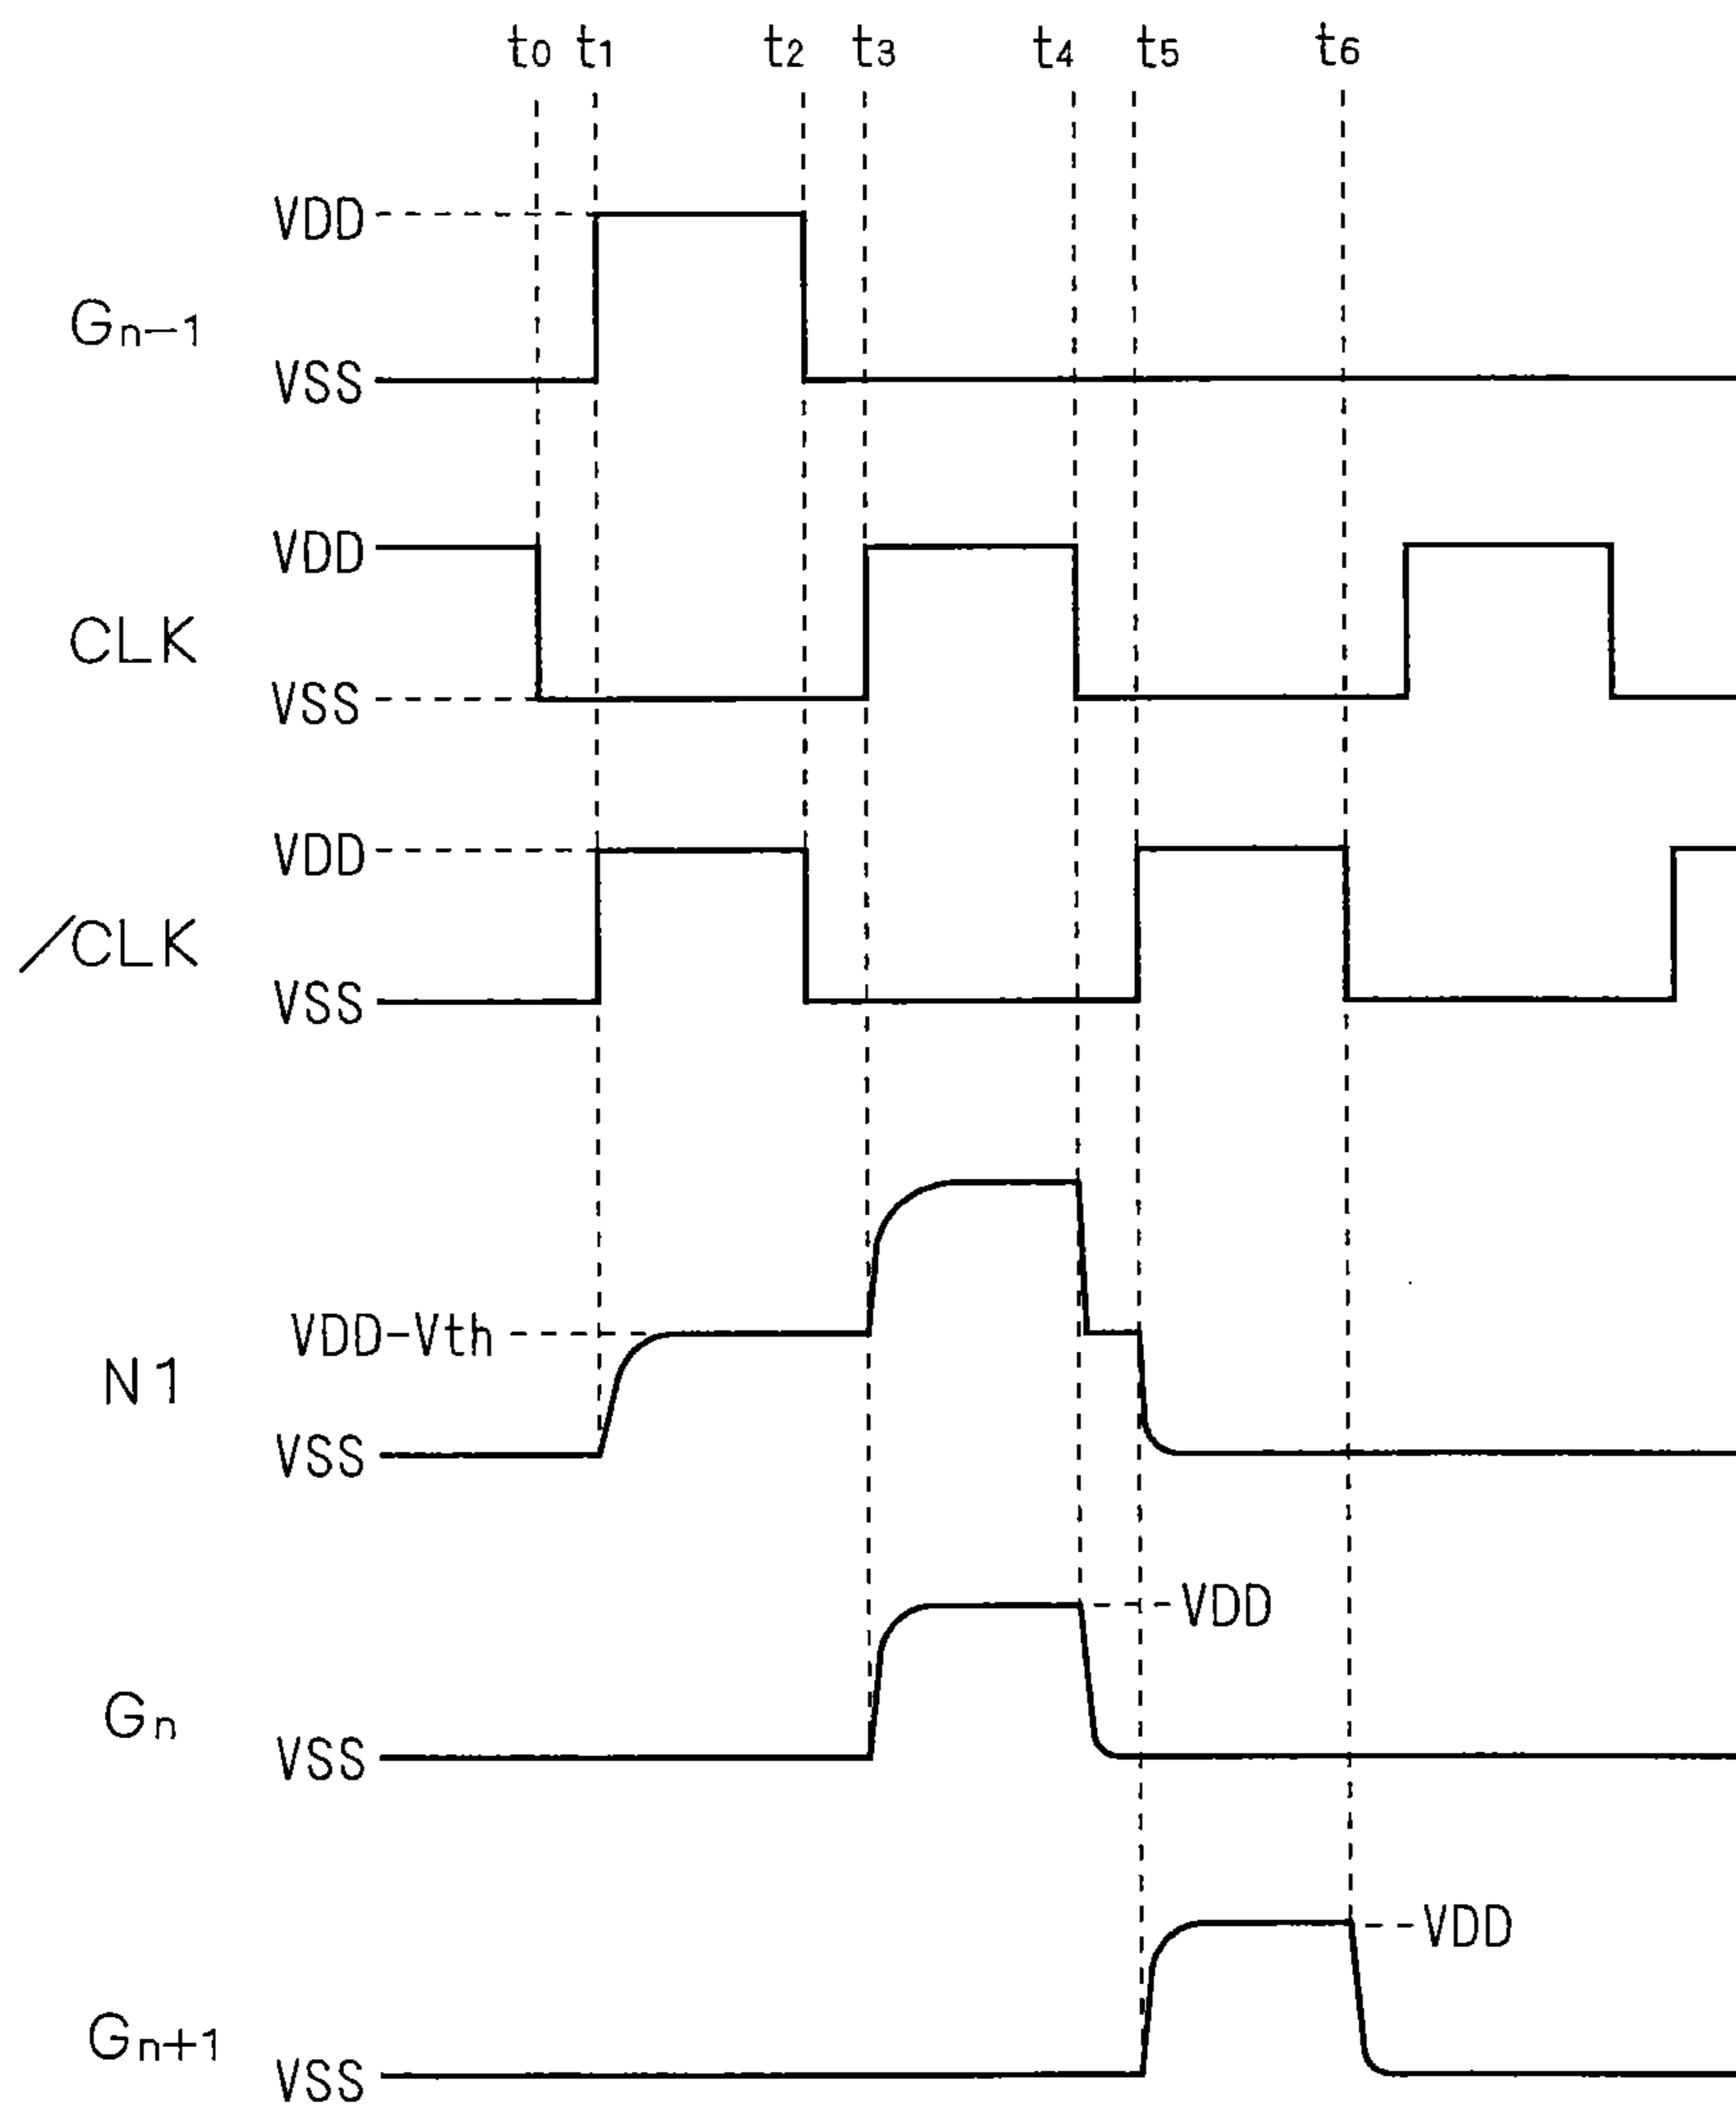 t0 t1 t2 t3 t4 t5 t6
VDD
Gn-1
VSS
VDD
CLK
VSS
VDD
/CLK
VSS
VDD-Vth
N1
VSS
VDD
Gn
VSS
VDD
Gn+1
VSS